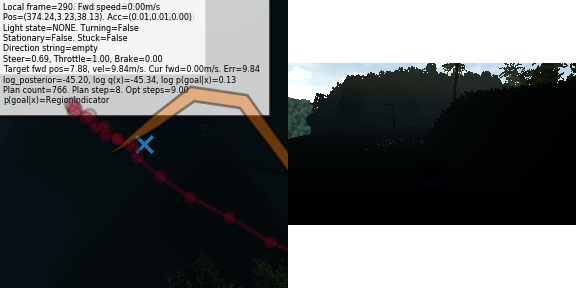 Local frame=290. Fwd speed=0.00m/s
Pos=(374.24,3.23,38.13). Acc=(0.01,0.01,0.00)
Light state=NONE. Turning=False
Stationary=False. Stuck=False
Direction string=empty
Steer=0.69, Throttle=1.00, Brake=0.00
Target fwd pos=7.88, vel=9.84m/s. Cur fwd=0.00m/s. Err=9.84
log_posterior=-45.20, log q(x)=-45.34, log p(goal|x)=0.13
Plan count=766. Plan step=8. Opt steps=9.00
p(goal|x)=RegionIndicator